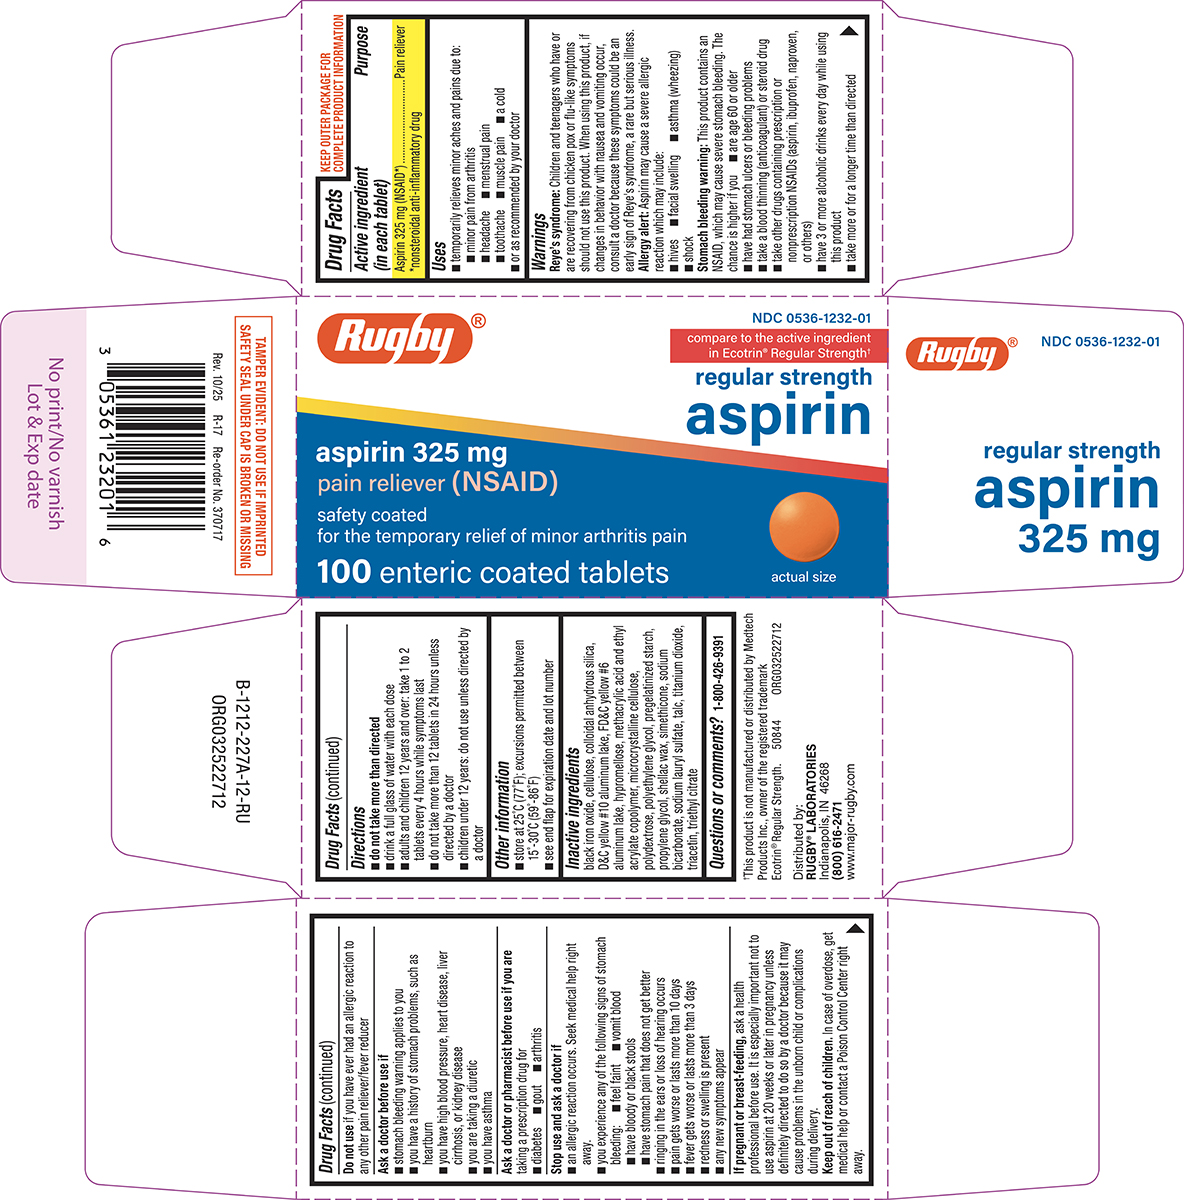 KEEP OUTER PACKAGE FOR
COMPLETE PRODUCT INFORMATION
Drug Facts
Active ingredient Purpose
(in each tablet)
Aspirin 325 mg (NSAID*) ........................ Pain reliever
*nonsteroidal anti-inflammatory drug
Uses
■ temporarily relieves minor aches and pains due to:
■ minor pain from arthritis
■ headache ■ menstrual pain
■ toothache ■ muscle pain ■ a cold
■ or as recommended by your doctor
Warnings
Reye's syndrome: Children and teenagers who have or
are recovering from chicken pox or flu-like symptoms
should not use this product. When using this product, if
changes in behavior with nausea and vomiting occur,
consult a doctor because these symptoms could be an
early sign of Reye's syndrome, a rare but serious illness.
Allergy alert: Aspirin may cause a severe allergic
reaction which may include:
■ hives ■ facial swelling ■ asthma (wheezing)
■ shock
Stomach bleeding warning: This product contains an
NSAID, which may cause severe stomach bleeding. The
chance is higher if you ■ are age 60 or older
■ have had stomach ulcers or bleeding problems
■ take a blood thinning (anticoagulant) or steroid drug
■ take other drugs containing prescription or
nonprescription NSAIDs (aspirin, ibuprofen, naproxen,
or others)
■ have 3 or more alcoholic drinks every day while using
this product
■ take more or for a longer time than directed
No print/No varnish
Lot & Exp date
3 05361 23201 6
Rev. 10/25 R-17 Re-order No. 370717
TAMPER EVIDENT: DO NOT USE IF IMPRINTED
SAFETY SEAL UNDER CAP IS BROKEN OR MISSING
Rugby®
NDC 0536-1232-01
compare to the active ingredient
in Ecotrin® Regular Strength†
regular strength
aspirin
aspirin 325 mg
pain reliever (NSAID)
safety coated
for the temporary relief of minor arthritis pain
100 enteric coated tablets
actual size
Rugby®
NDC 0536-1232-01
regular strength
aspirin
325 mg
B-1212-227A-12-RU
ORG032522712
Drug Facts (continued)
Directions
■ do not take more than directed
■ drink a full glass of water with each dose
■ adults and children 12 years and over: take 1 to 2
tablets every 4 hours while symptoms last
■ do not take more than 12 tablets in 24 hours unless
directed by a doctor
■ children under 12 years: do not use unless directed by
a doctor
Other information
■ store at 25˚C (77˚F); excursions permitted between
15˚-30˚C (59˚-86˚F)
■ see end flap for expiration date and lot number
Inactive ingredients
black iron oxide, cellulose, colloidal anhydrous silica,
D&C yellow #10 aluminum lake, FD&C yellow #6
aluminum lake, hypromellose, methacrylic acid and ethyl
acrylate copolymer, microcrystalline cellulose,
polydextrose, polyethylene glycol, pregelatinized starch,
propylene glycol, shellac wax, simethicone, sodium
bicarbonate, sodium lauryl sulfate, talc, titanium dioxide,
triacetin, triethyl citrate
Questions or comments? 1-800-426-9391
†This product is not manufactured or distributed by Medtech
Products Inc., owner of the registered trademark
Ecotrin® Regular Strength. 50844 ORG032522712
Distributed by:
RUGBY® LABORATORIES
Indianapolis, IN 46268
(800) 616-2471
www.major-rugby.com
Drug Facts (continued)
Do not use if you have ever had an allergic reaction to
any other pain reliever/fever reducer
Ask a doctor before use if
■ stomach bleeding warning applies to you
■ you have a history of stomach problems, such as
heartburn
■ you have high blood pressure, heart disease, liver
cirrhosis, or kidney disease
■ you are taking a diuretic
■ you have asthma
Ask a doctor or pharmacist before use if you are
taking a prescription drug for
■ diabetes ■ gout ■ arthritis
Stop use and ask a doctor if
■ an allergic reaction occurs. Seek medical help right
away.
■ you experience any of the following signs of stomach
bleeding: ■ feel faint ■ vomit blood
■ have bloody or black stools
■ have stomach pain that does not get better
■ ringing in the ears or loss of hearing occurs
■ pain gets worse or lasts more than 10 days
■ fever gets worse or lasts more than 3 days
■ redness or swelling is present
■ any new symptoms appear
If pregnant or breast-feeding, ask a health
professional before use. It is especially important not to
use aspirin at 20 weeks or later in pregnancy unless
definitely directed to do so by a doctor because it may
cause problems in the unborn child or complications
during delivery.
Keep out of reach of children. In case of overdose, get
medical help or contact a Poison Control Center right
away.